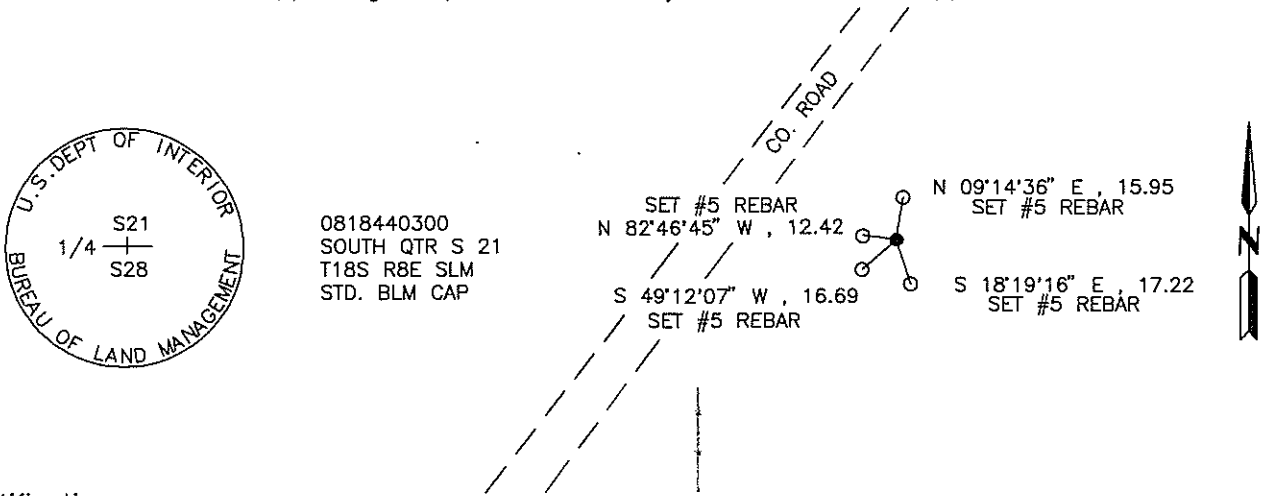 U.S.DEPT OF INTERIOR
S21
1/4
S28
BUREAU OF LAND MANAGEMENT
0818440300
SOUTH QTR S 21
T18S R8E SLM
STD. BLM CAP
CO. ROAD
SET #5 REBAR
N 82°46'45" W , 12.42
S 49°12'07" W , 16.69
SET #5 REBAR
N 09°14'36" E , 15.95
SET #5 REBAR
S 18°19'16" E , 17.22
SET #5 REBAR
N